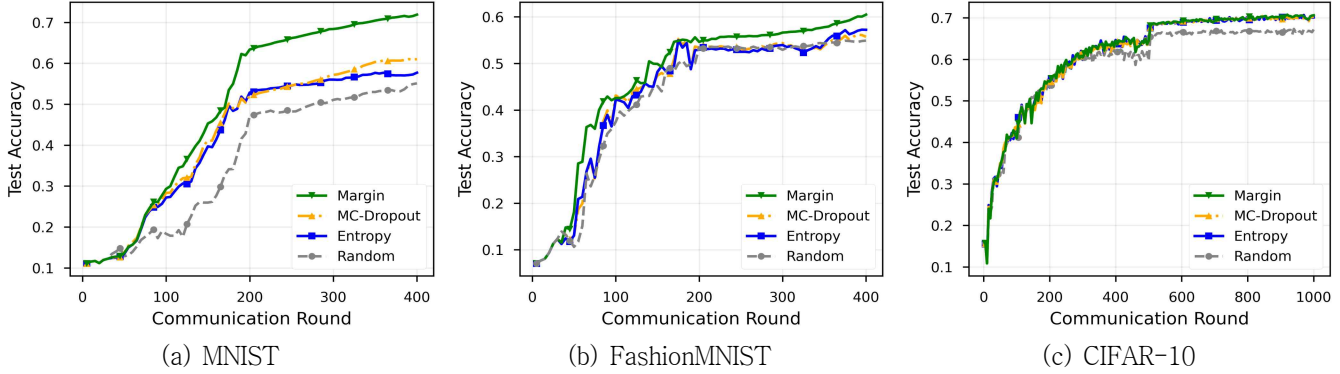 Test Accuracy
0.7
0.6
0.5
0.4
0.3
0.2
0.1
0
100
200
300
400
Communication Round
Margin
MC-Dropout
Entropy
Random
(a) MNIST
Test Accuracy
0.6
0.5
0.4
0.3
0.2
0.1
0
100
200
300
400
Communication Round
Margin
MC-Dropout
Entropy
Random
(b) FashionMNIST
Test Accuracy
0.7
0.6
0.5
0.4
0.3
0.2
0.1
0
200
400
600
800
1000
Communication Round
Margin
MC-Dropout
Entropy
Random
(c) CIFAR-10